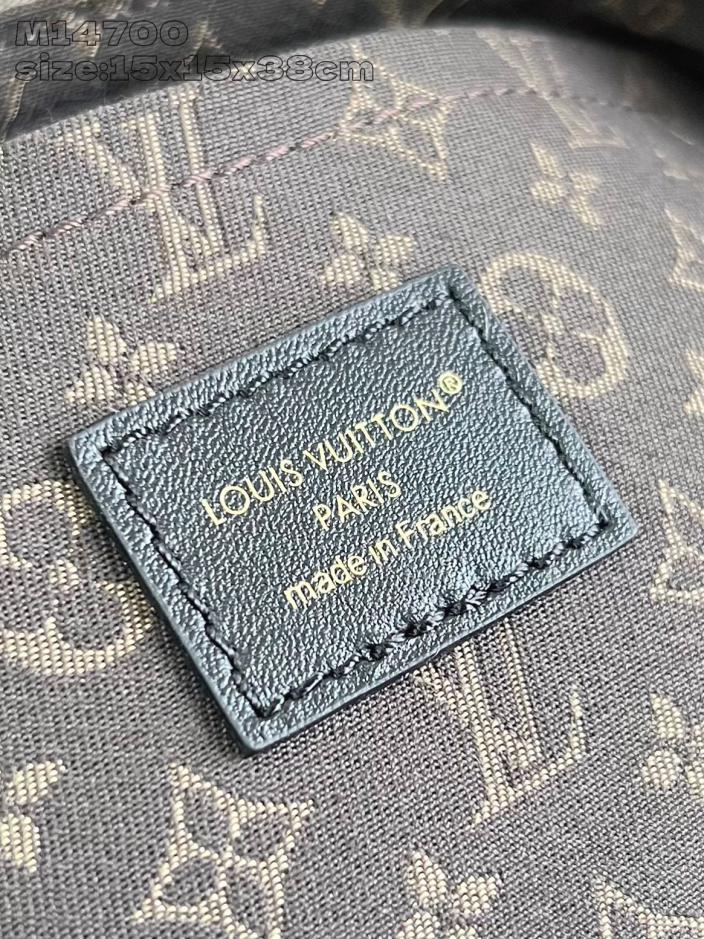 M14700
size:15x15x38cm
LOUIS VUITTON®
PARIS
made in France